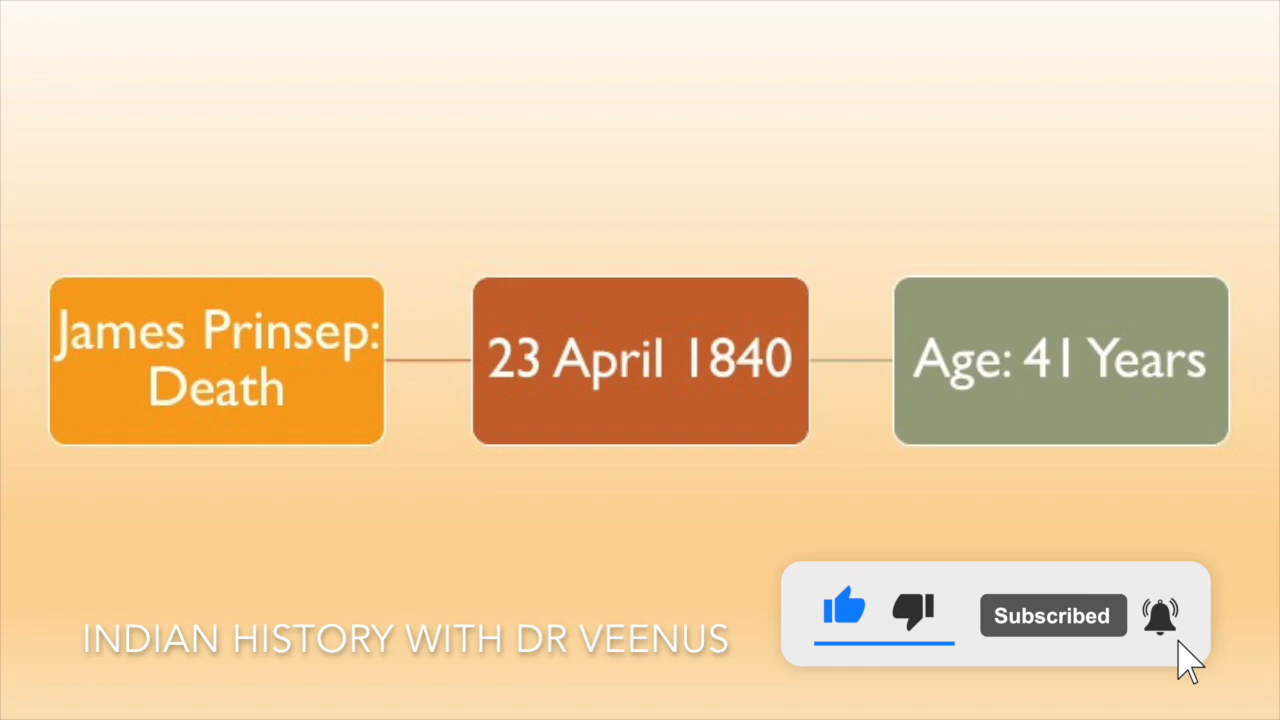 James Prinsep:
Death
23 April 1840
Age: 41 Years
INDIAN HISTORY WITH DR VEENUS
Subscribed